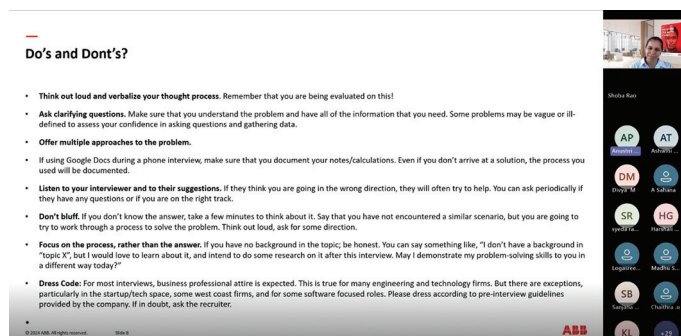 Do's and Dont's?
• Think out loud and verbalize your thought process. Remember that you are being evaluated on this!
• Ask clarifying questions. Make sure that you understand the problem and have all of the information that you need. Some problems may be vague or ill-
defined to assess your confidence in asking questions and gathering data.
• Offer multiple approaches to the problem.
• If using Google Docs during a phone interview, make sure that you document your notes/calculations. Even if you don't arrive at a solution, the process you
used will be documented.
• Listen to your interviewer and to their suggestions. If they think you are going in the wrong direction, they will often try to help. You can ask periodically if
they have any questions or if you are on the right track.
• Don't bluff. If you don't know the answer, take a few minutes to think about it. Say that you have not encountered a similar scenario, but you are going to
try to work through a process to solve the problem. Think out loud, ask for some direction.
• Focus on the process, rather than the answer. If you have no background in the topic; be honest. You can say something like, "I don't have a background in
"topic X", but I would love to learn about it, and intend to do some research on it after this interview. May I demonstrate my problem-solving skills to you in
a different way today?"
• Dress Code: For most interviews, business professional attire is expected. This is true for many engineering and technology firms. But there are exceptions,
particularly in the startup/tech space, some west coast firms, and for some software focused roles. Please dress according to pre-interview guidelines
provided by the company. If in doubt, ask the recruiter.
•
© 2024 ABB. All rights reserved. Slide 8
ABB
Shoba Rao
AP AT
DM
Divya M A Sahana
SR HG
Madhu S...
SB
KL +29